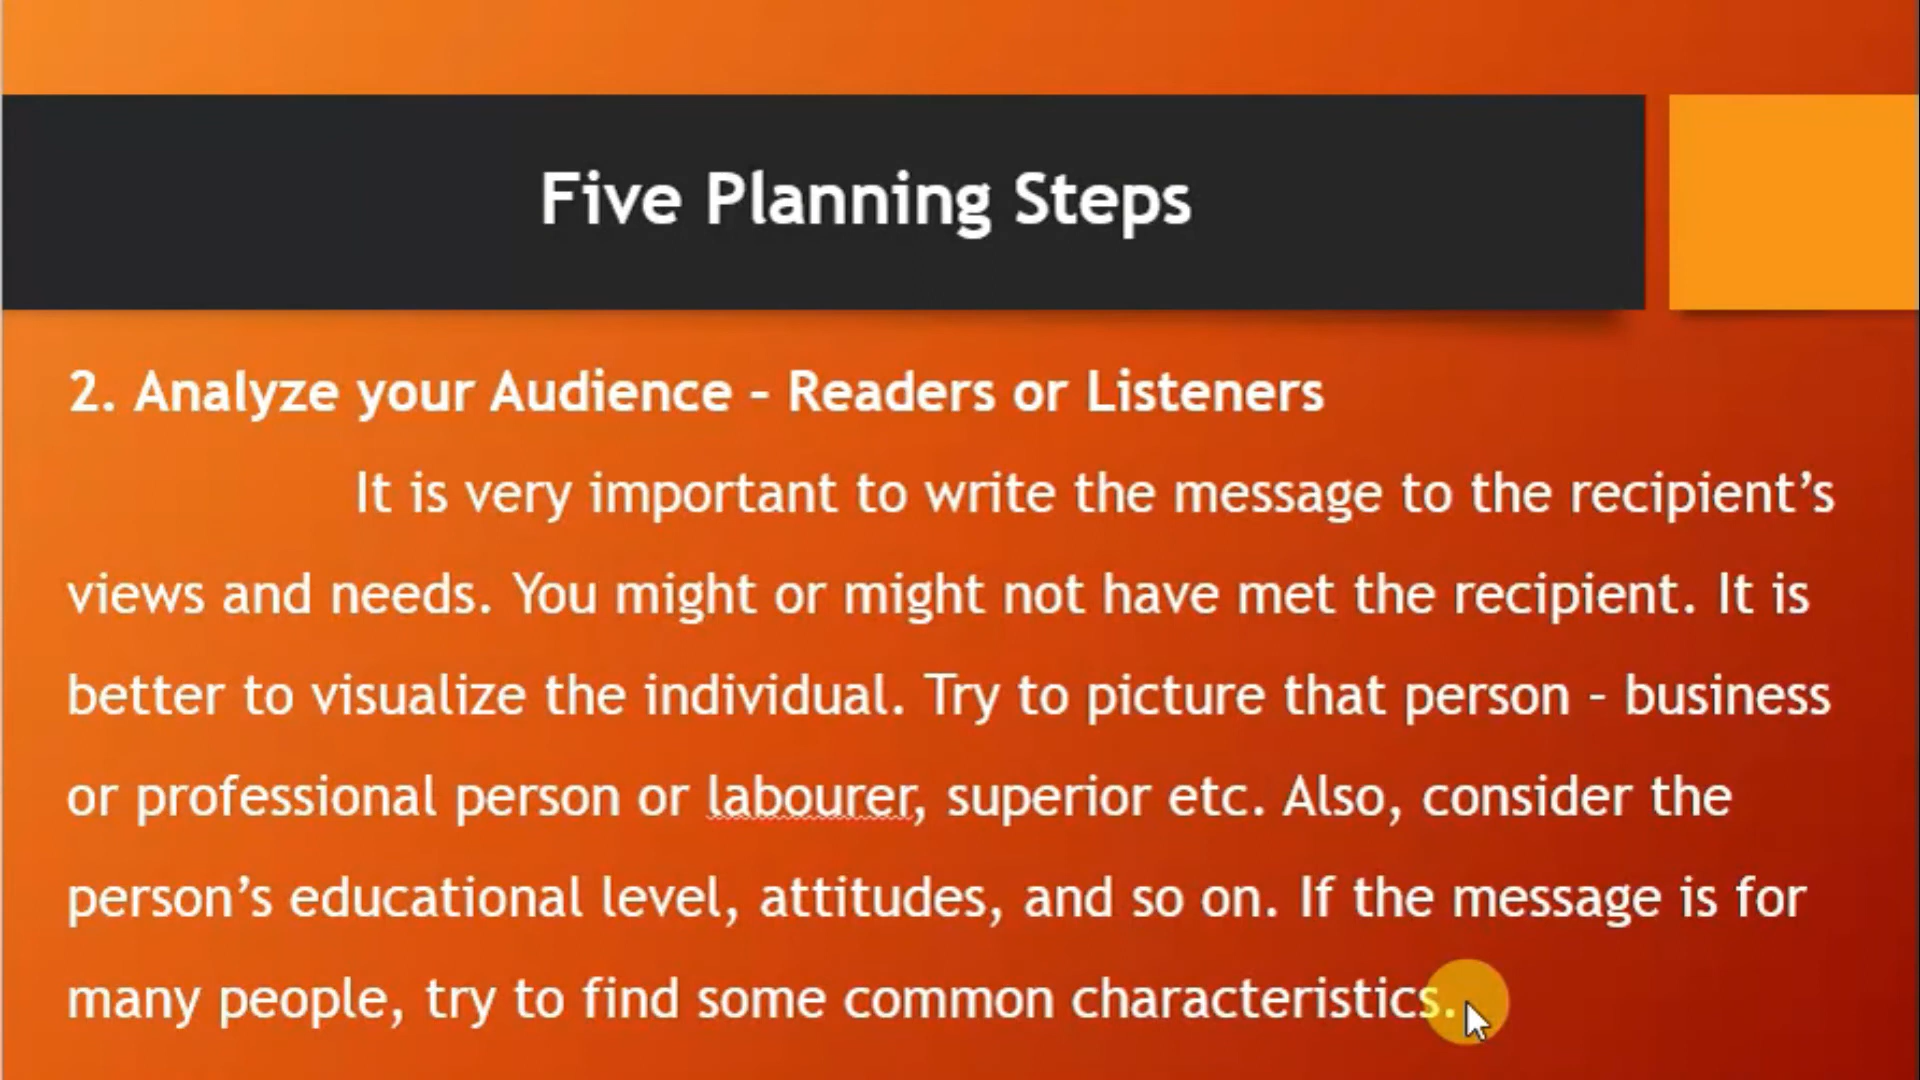 Five Planning Steps
2. Analyze your Audience – Readers or Listeners
It is very important to write the message to the recipient’s
views and needs. You might or might not have met the recipient. It is
better to visualize the individual. Try to picture that person – business
or professional person or labourer, superior etc. Also, consider the
person’s educational level, attitudes, and so on. If the message is for
many people, try to find some common characteristics.